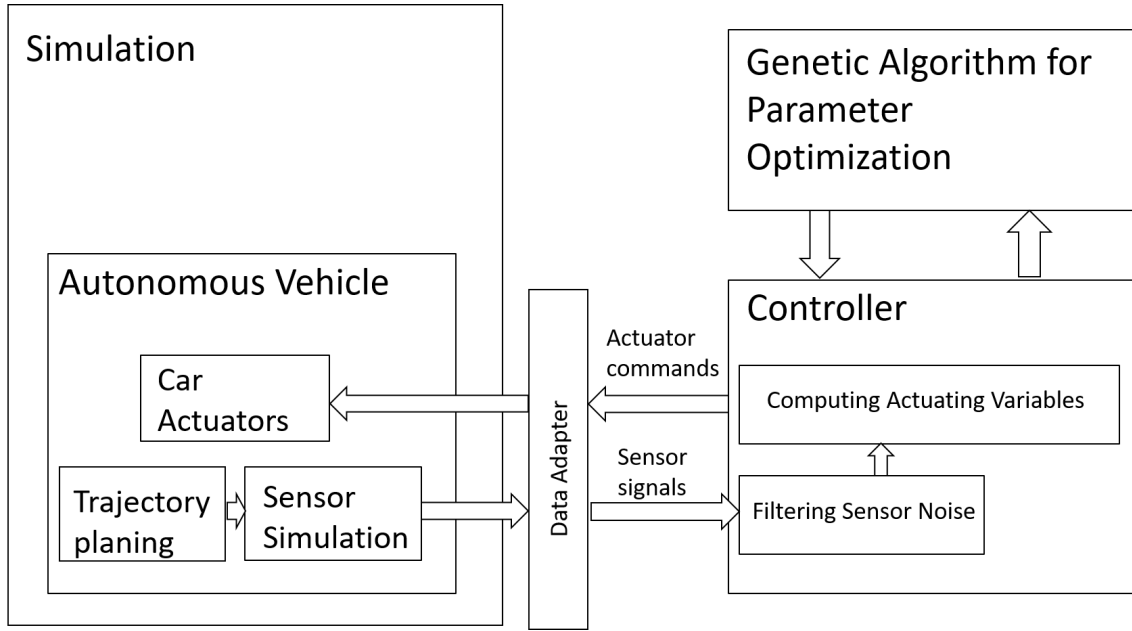 Simulation
Genetic Algorithm for
Parameter
Optimization
Autonomous Vehicle
Controller
Car
Actuators
Actuator
commands
Computing Actuating Variables
Data Adapter
Trajectory
planing
Sensor
Simulation
Sensor
signals
Filtering Sensor Noise